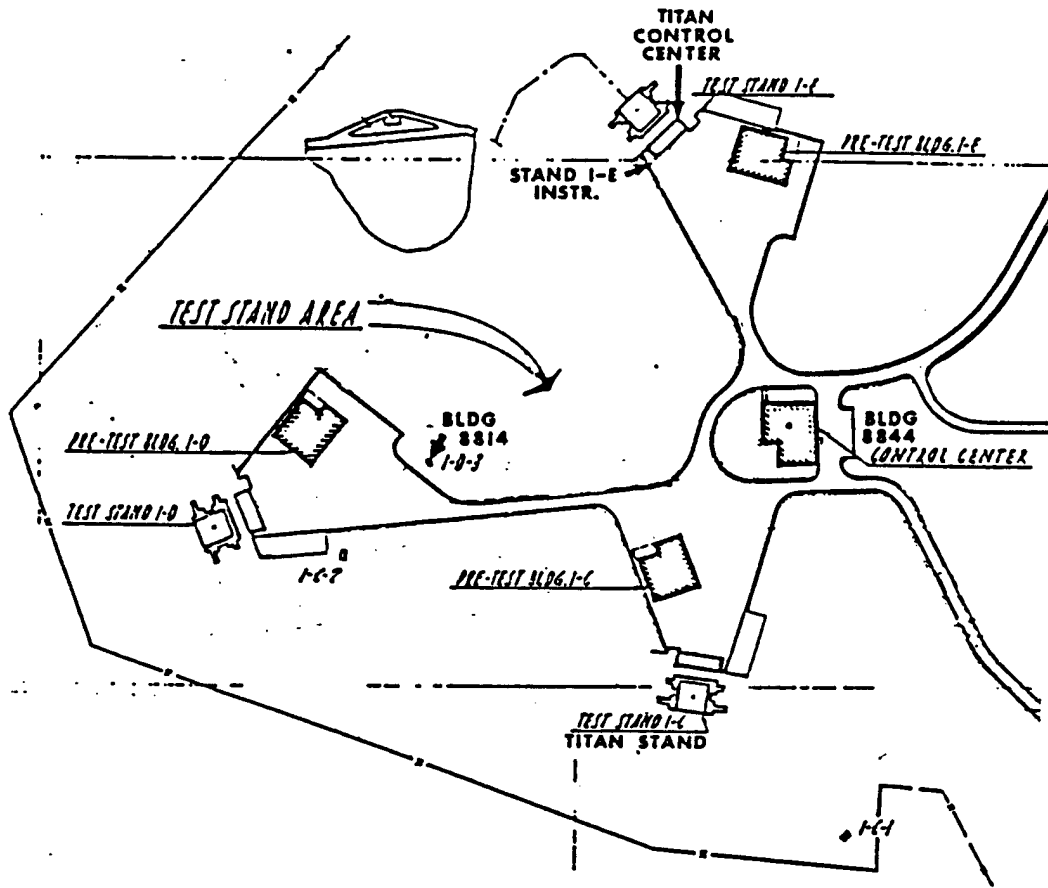 TITAN
CONTROL
CENTER
TEST STAND 1-E
PRE-TEST BLDG. 1-E
STAND 1-E
INSTR.
TEST STAND AREA
BLDG
8814
1-D-3
PRE-TEST BLDG. 1-D
BLDG
8844
CONTROL CENTER
TEST STAND 1-D
1-C-2
PRE-TEST BLDG. 1-C
TEST STAND 1-C
TITAN STAND
1-C-1